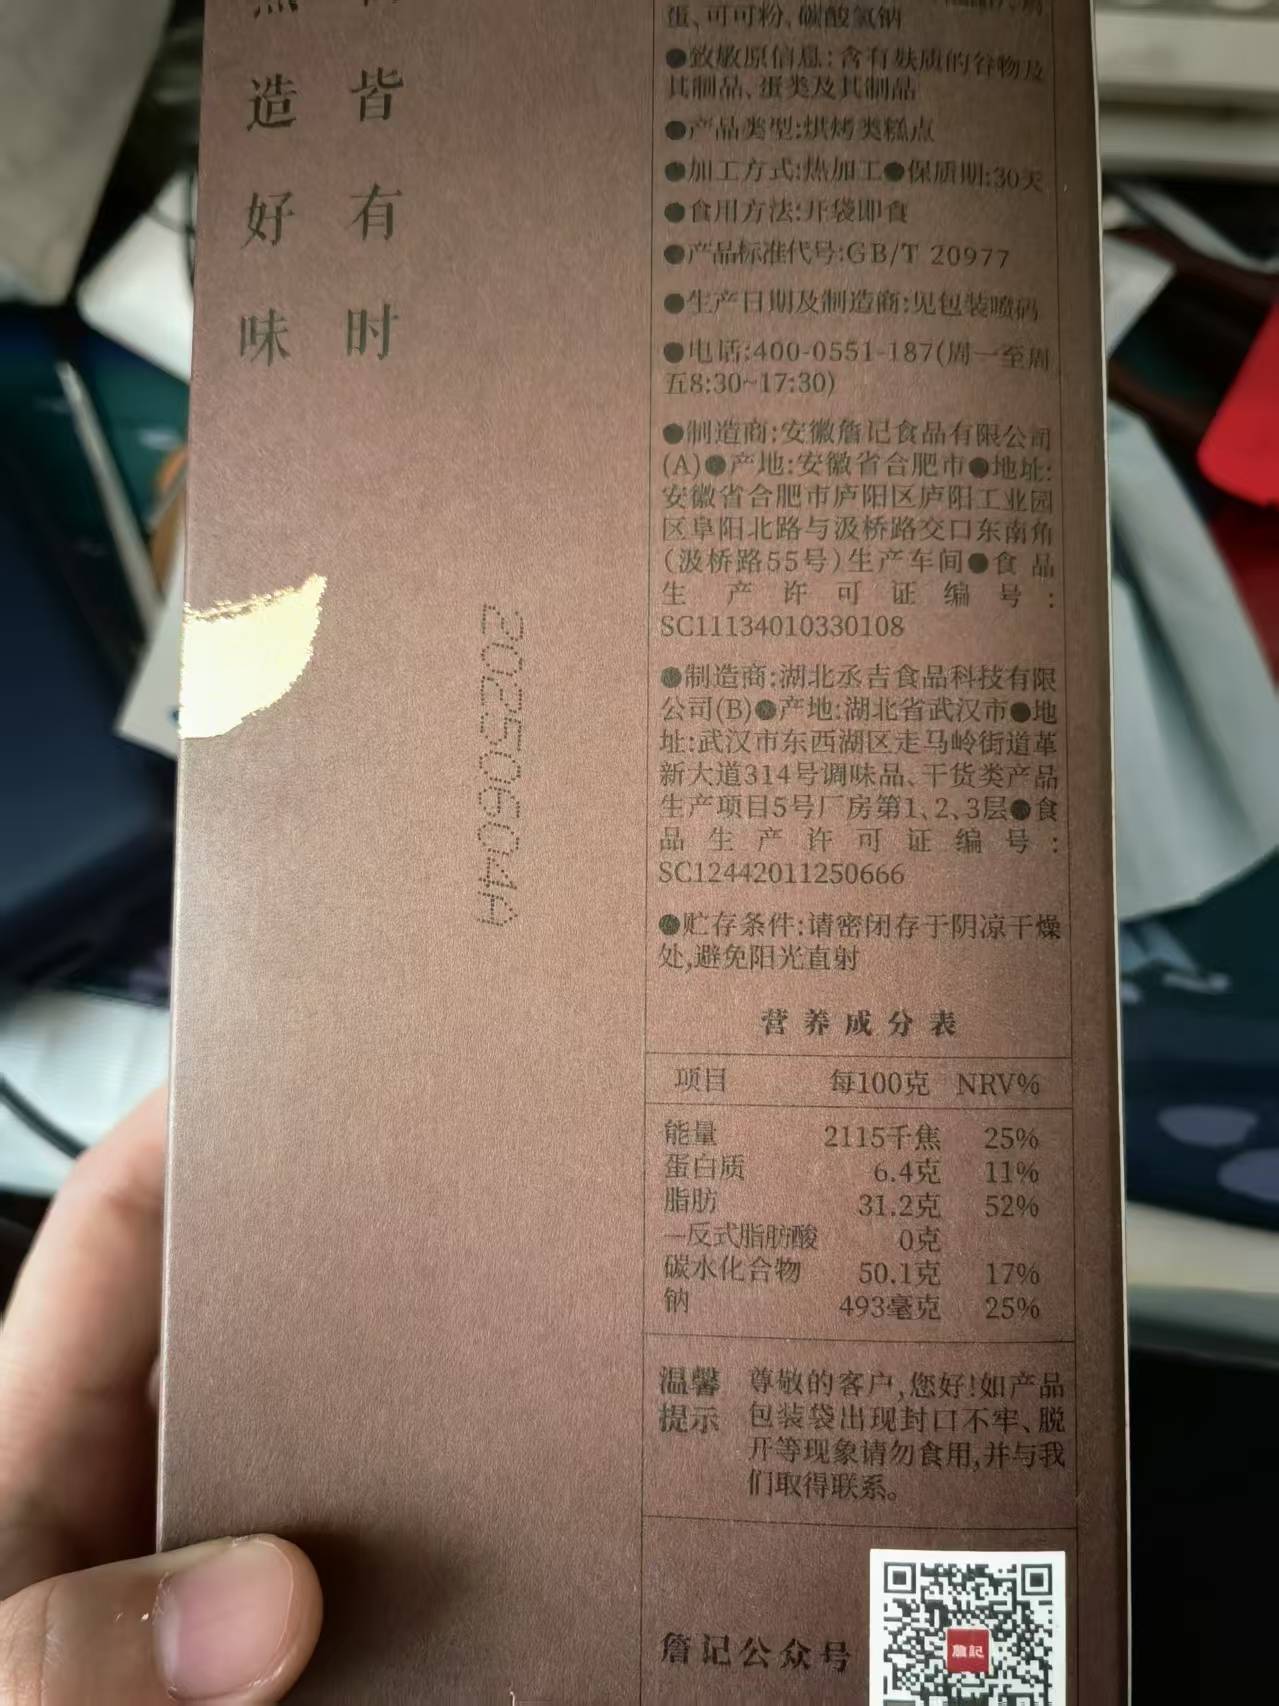 皆有时
造好味
20250604A
蛋、可可粉、碳酸氢钠
●致敏原信息:含有麸质的谷物及
其制品、蛋类及其制品
●产品类型:烘烤类糕点
●加工方式:热加工●保质期:30天
●食用方法:开袋即食
●产品标准代号:GB/T 20977
●生产日期及制造商:见包装喷码
●电话:400-0551-187(周一至周
五8:30~17:30)
●制造商:安徽詹记食品有限公司
(A)●产地:安徽省合肥市●地址:
安徽省合肥市庐阳区庐阳工业园
区阜阳北路与汲桥路交口东南角
(汲桥路55号)生产车间●食品
生产许可证编号:
SC11134010330108
●制造商:湖北丞吉食品科技有限
公司(B)●产地:湖北省武汉市●地
址:武汉市东西湖区走马岭街道革
新大道314号调味品、干货类产品
生产项目5号厂房第1、2、3层●食
品生产许可证编号:
SC12442011250666
●贮存条件:请密闭存于阴凉干燥
处,避免阳光直射
营养成分表
项目 每100克 NRV%
能量 2115千焦 25%
蛋白质 6.4克 11%
脂肪 31.2克 52%
—反式脂肪酸 0克
碳水化合物 50.1克 17%
钠 493毫克 25%
温馨提示
尊敬的客户,您好!如产品
包装袋出现封口不牢、脱
开等现象请勿食用,并与我
们取得联系。
詹记公众号
詹記